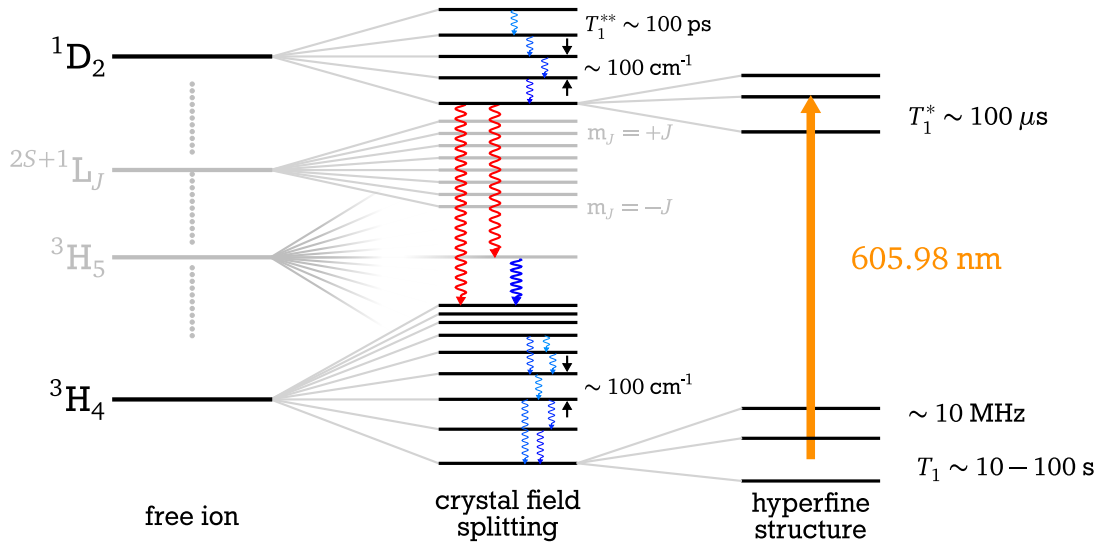 ¹D₂
²ˢ⁺¹L_J
³H₅
³H₄
free ion
T₁** ~ 100 ps
~ 100 cm⁻¹
m_J = +J
m_J = −J
~ 100 cm⁻¹
crystal field
splitting
T₁* ~ 100 μs
605.98 nm
~ 10 MHz
T₁ ~ 10 − 100 s
hyperfine
structure